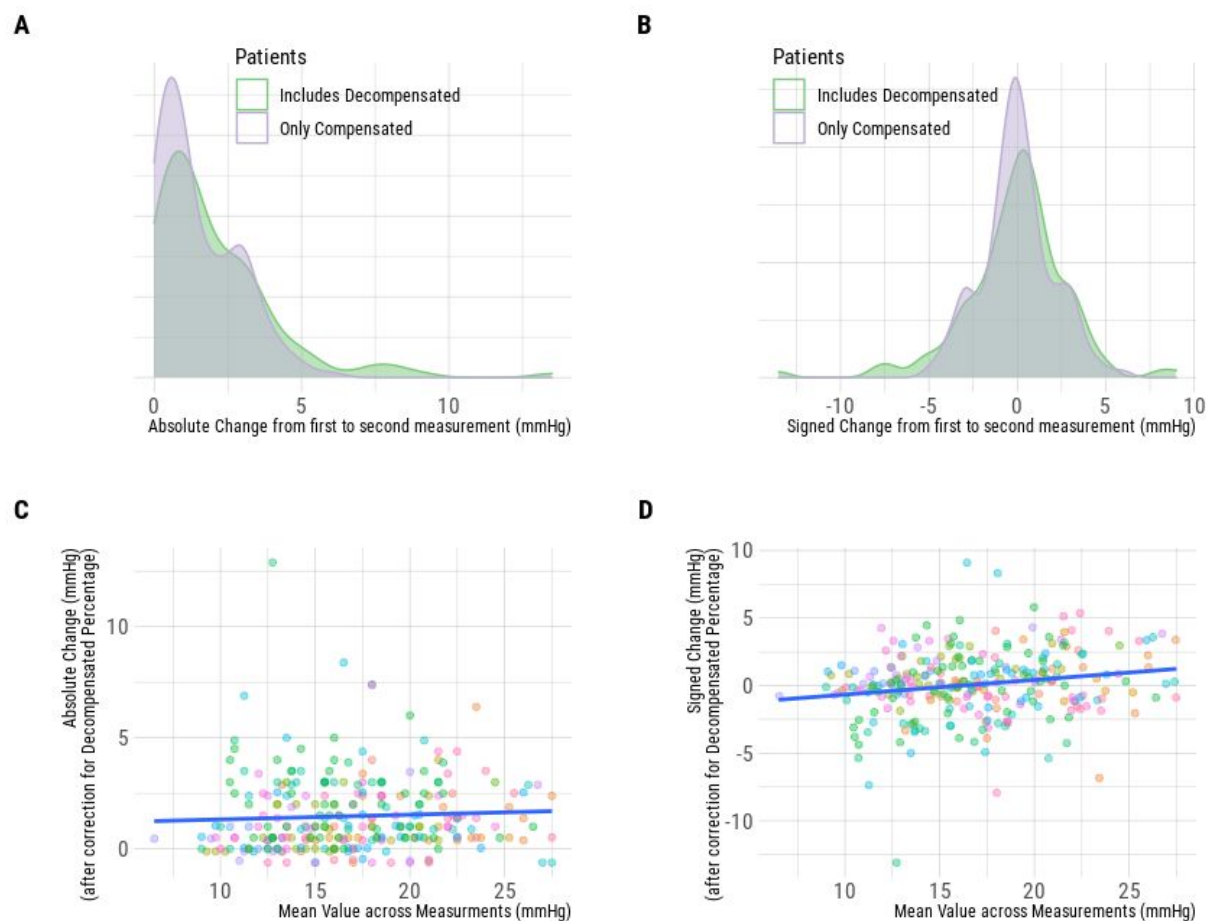 A
Patients
Includes Decompensated
Only Compensated
0 5 10
Absolute Change from first to second measurement (mmHg)
B
Patients
Includes Decompensated
Only Compensated
-10 -5 0 5 10
Signed Change from first to second measurement (mmHg)
C
Absolute Change (mmHg)
(after correction for Decompensated Percentage)
10
5
0
10 15 20 25
Mean Value across Measurments (mmHg)
D
Signed Change (mmHg)
(after correction for Decompensated Percentage)
10
5
0
-5
-10
10 15 20 25
Mean Value across Measurments (mmHg)